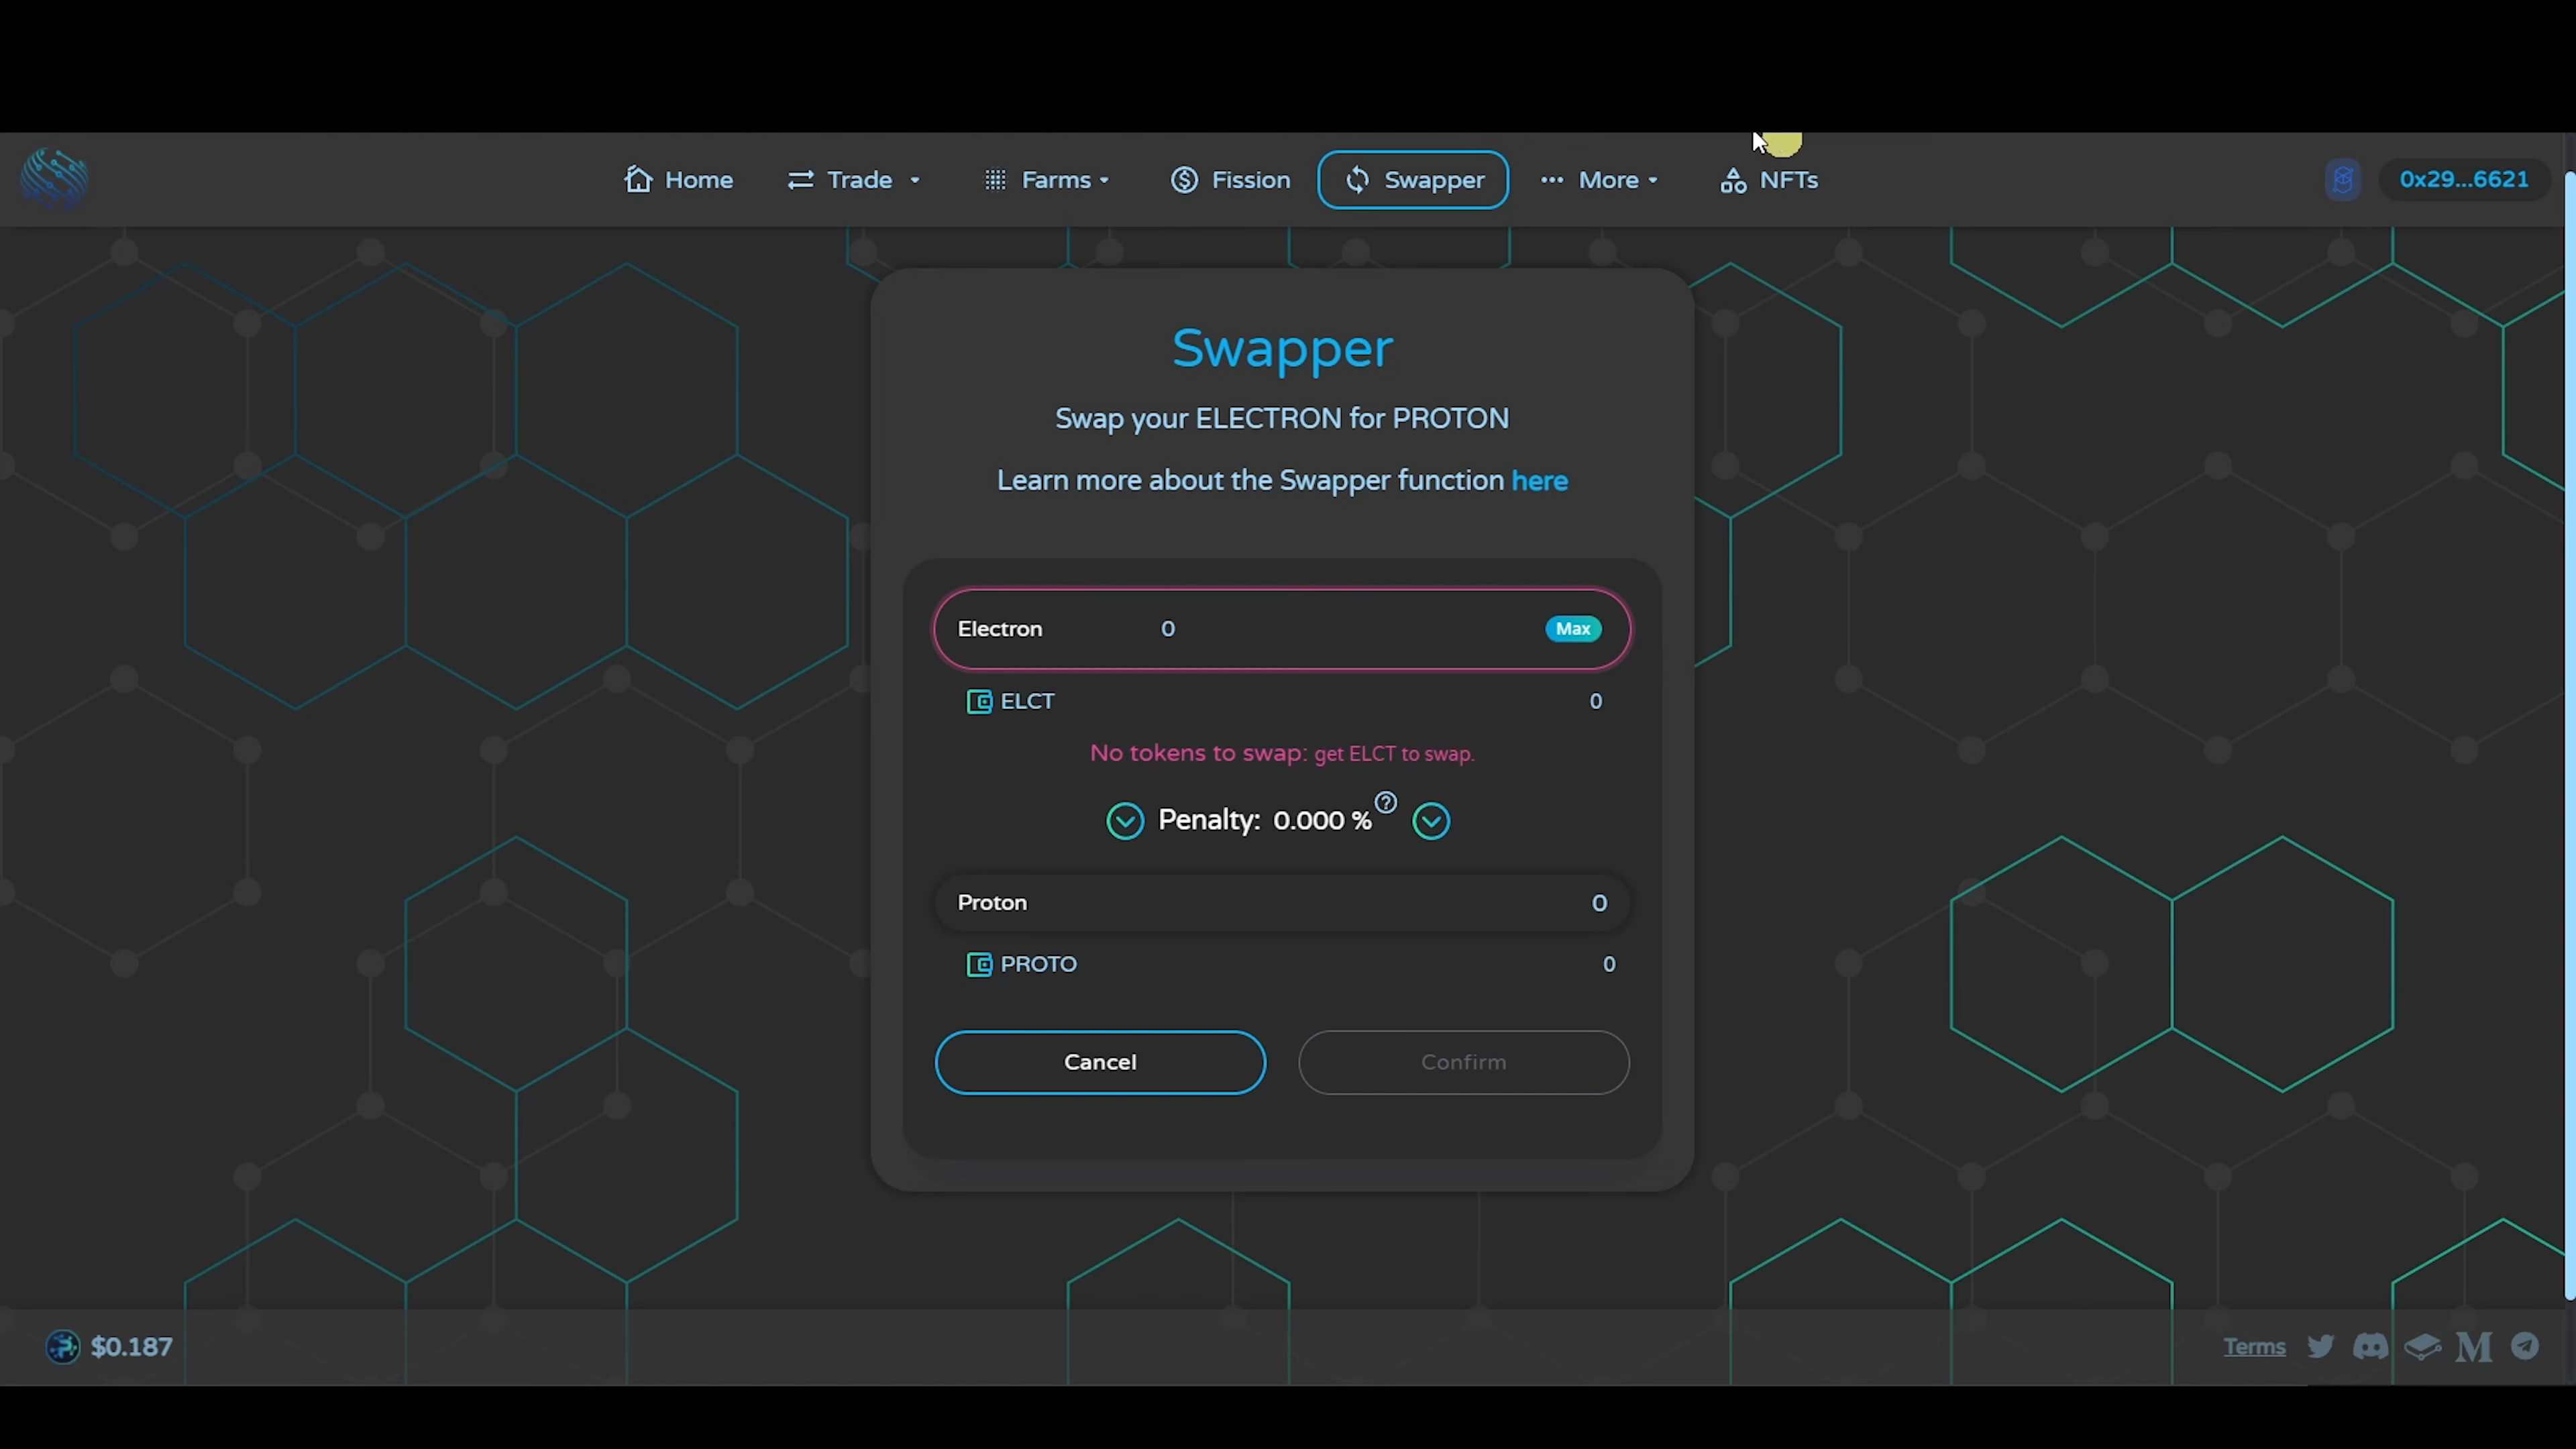 Home Trade Farms Fission Swapper More NFTs 0x29...6621
Swapper
Swap your ELECTRON for PROTON
Learn more about the Swapper function here
Electron 0 Max
ELCT 0
No tokens to swap: get ELCT to swap.
Penalty: 0.000 %
Proton 0
PROTO 0
Cancel Confirm
$0.187 Terms